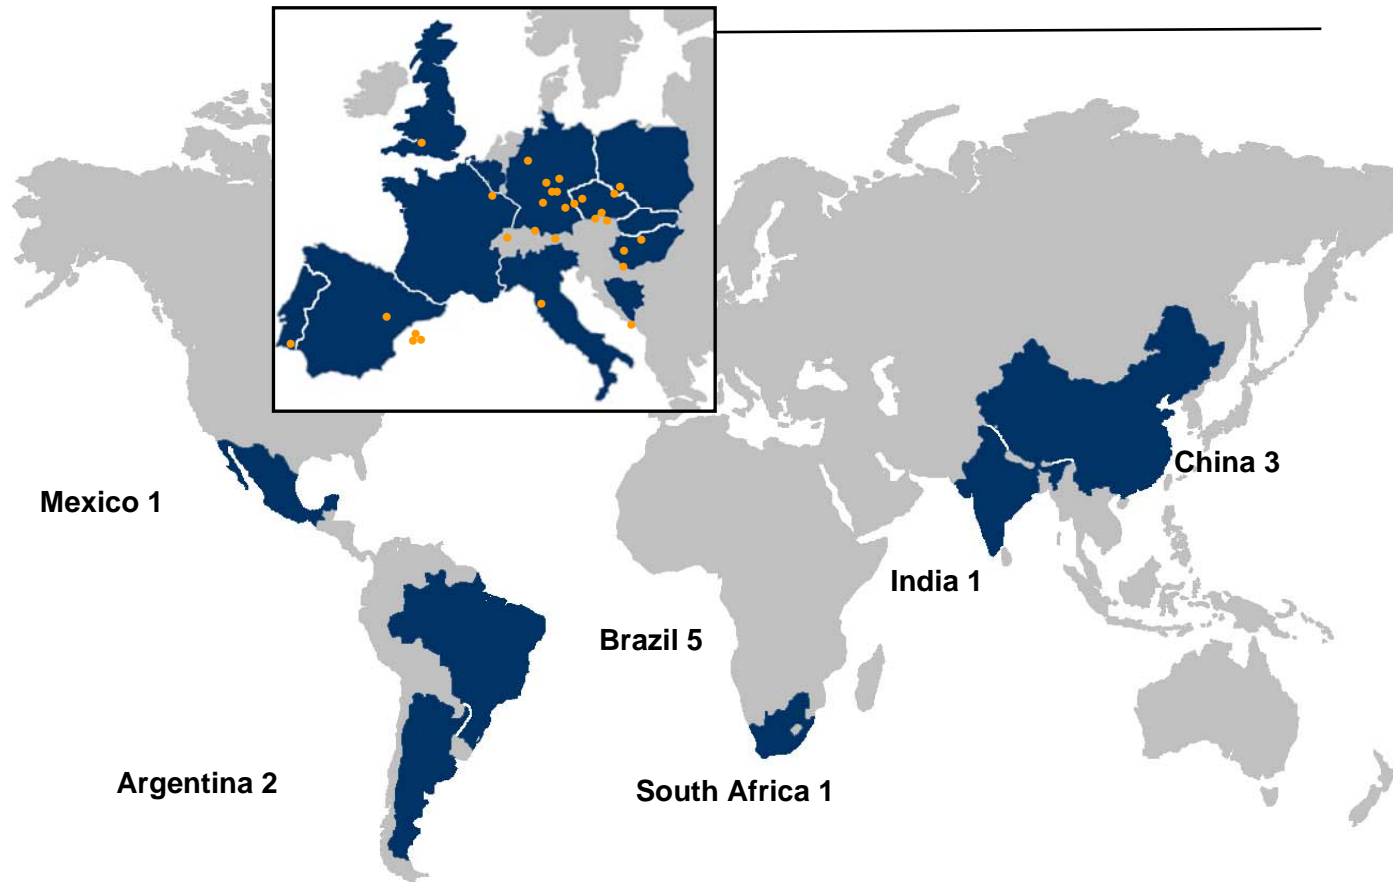 China 3
Mexico 1
India 1
Brazil 5
Argentina 2
South Africa 1